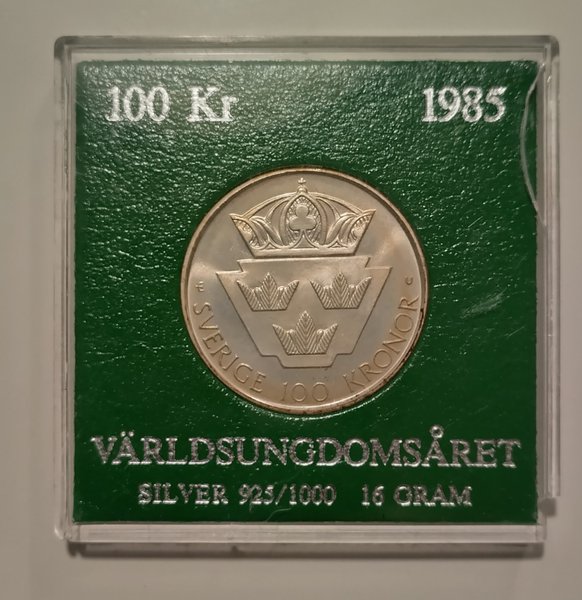 100 Kr 1985
E U
SVERIGE 100 KRONOR
VÄRLDSUNGDOMSÅRET
SILVER 925/1000 16 GRAM